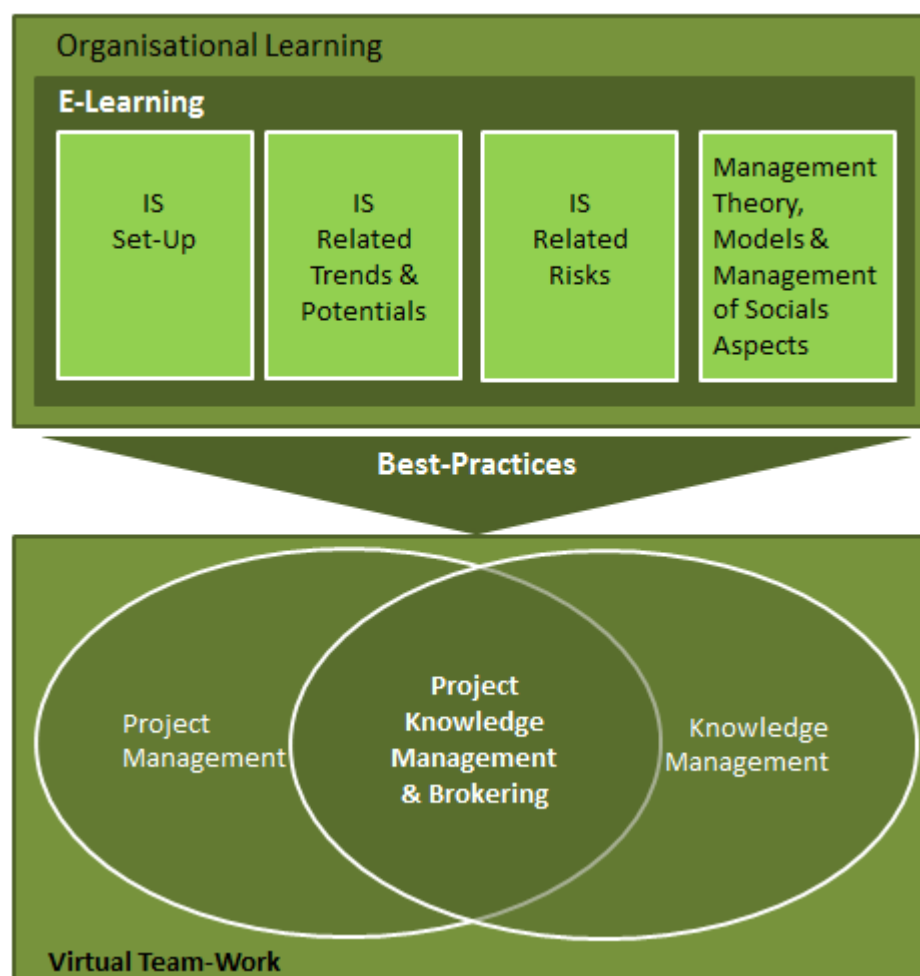 Organisational Learning
E-Learning
IS
Set-Up
IS
Related
Trends &
Potentials
IS
Related
Risks
Management
Theory,
Models &
Management
of Socials
Aspects
Best-Practices
Project
Management
Project
Knowledge
Management
& Brokering
Knowledge
Management
Virtual Team-Work